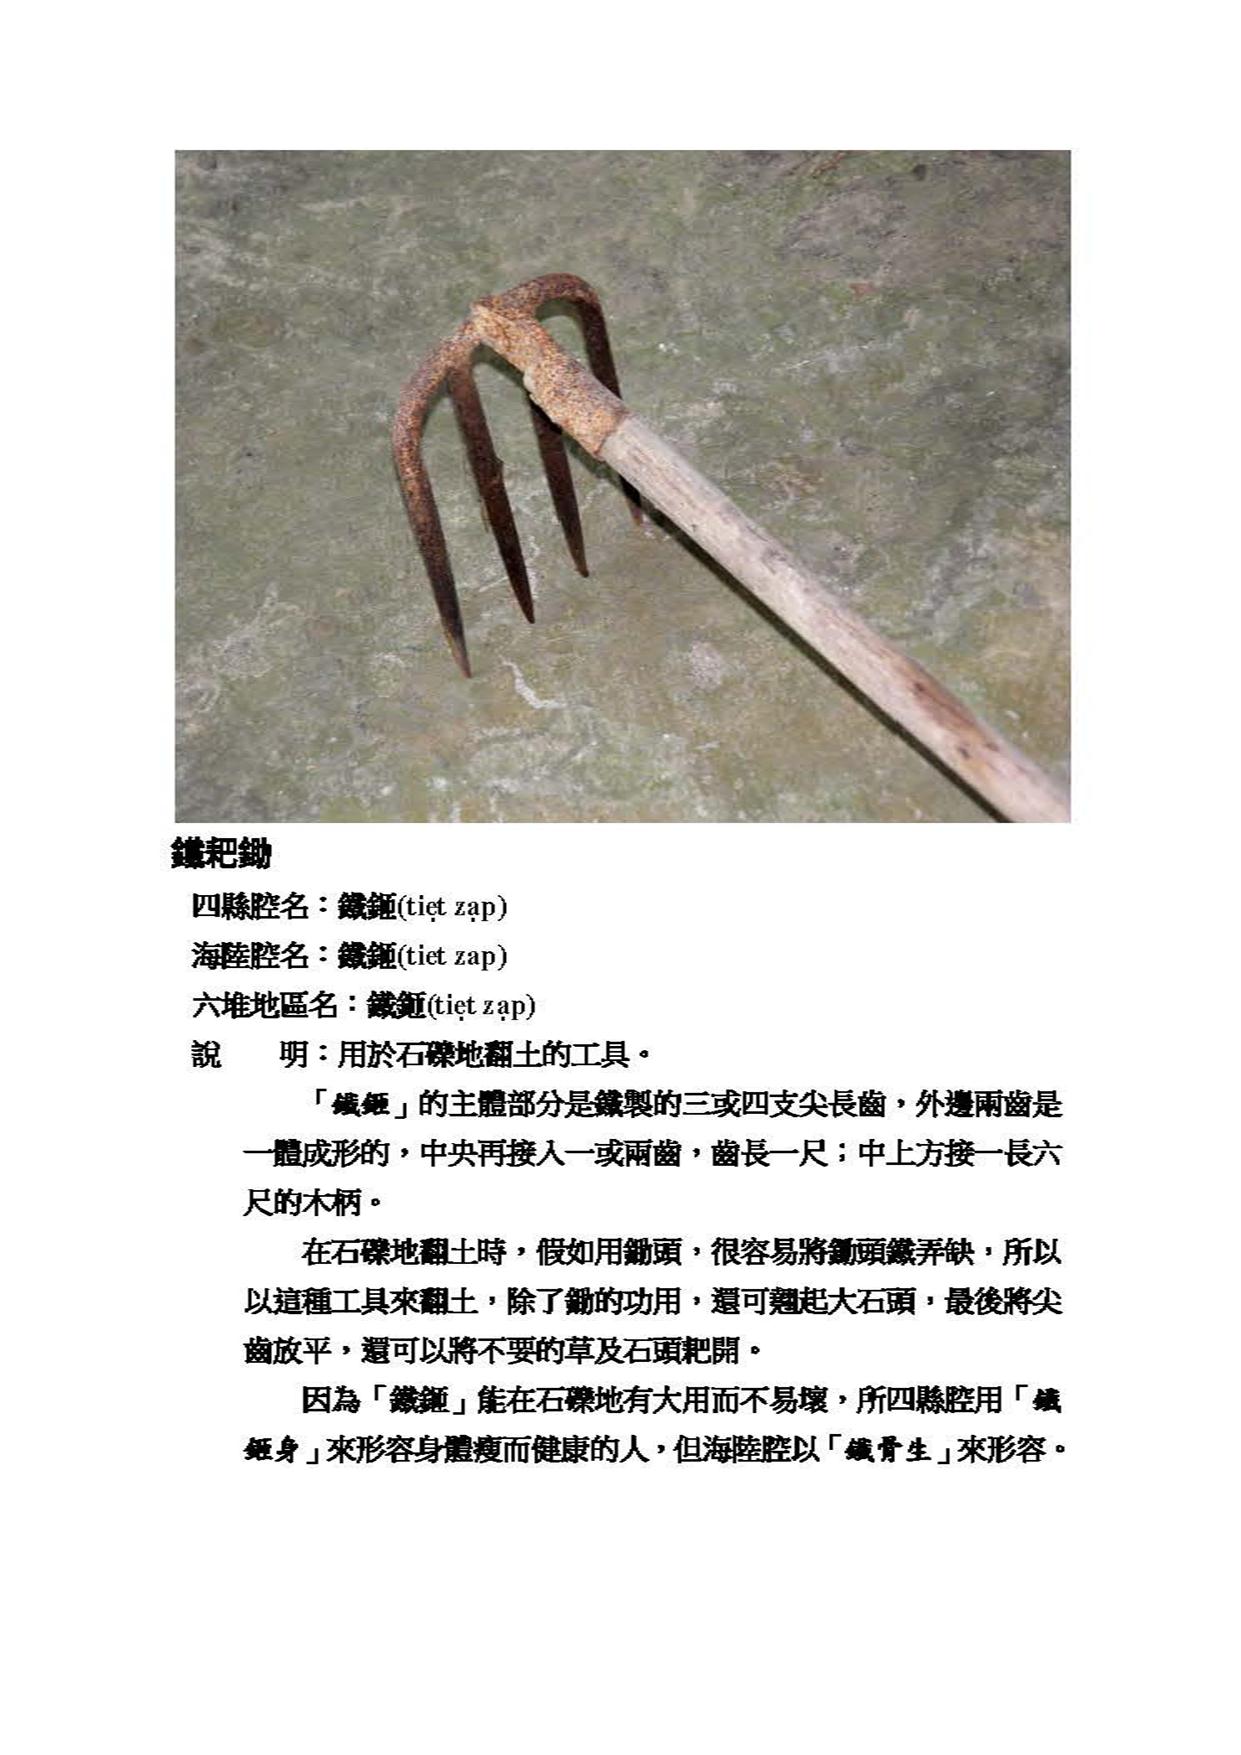 鐵耙鋤
四縣腔名：鐵鉔(tiẹt zạp)
海陸腔名：鐵鉔(tiet zap)
六堆地區名：鐵鉔(tiẹt zạp)
說　　明：用於石礫地翻土的工具。
「鐵鉔」的主體部分是鐵製的三或四支尖長齒，外邊兩齒是
一體成形的，中央再接入一或兩齒，齒長一尺；中上方接一長六
尺的木柄。
在石礫地翻土時，假如用鋤頭，很容易將鋤頭鐵弄缺，所以
以這種工具來翻土，除了鋤的功用，還可翹起大石頭，最後將尖
齒放平，還可以將不要的草及石頭耙開。
因為「鐵鉔」能在石礫地有大用而不易壞，所四縣腔用「鐵
鉔身」來形容身體瘦而健康的人，但海陸腔以「鐵骨生」來形容。